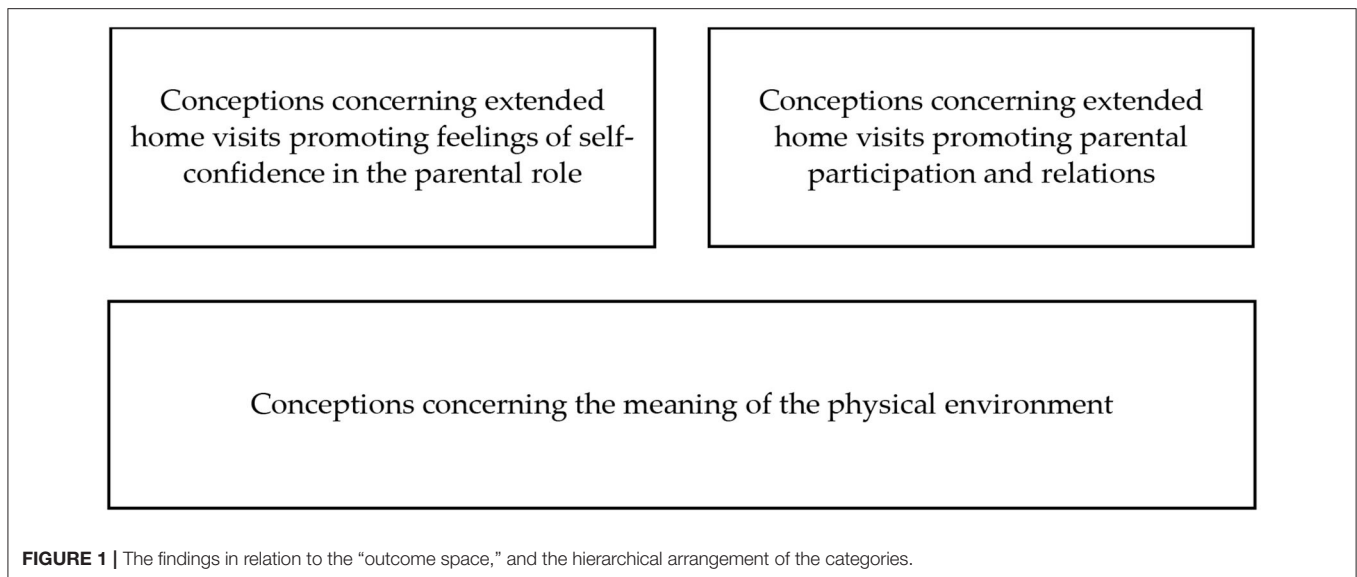 Conceptions concerning extended
home visits promoting feelings of self-
confidence in the parental role
Conceptions concerning extended
home visits promoting parental
participation and relations
Conceptions concerning the meaning of the physical environment
FIGURE 1 | The findings in relation to the “outcome space,” and the hierarchical arrangement of the categories.